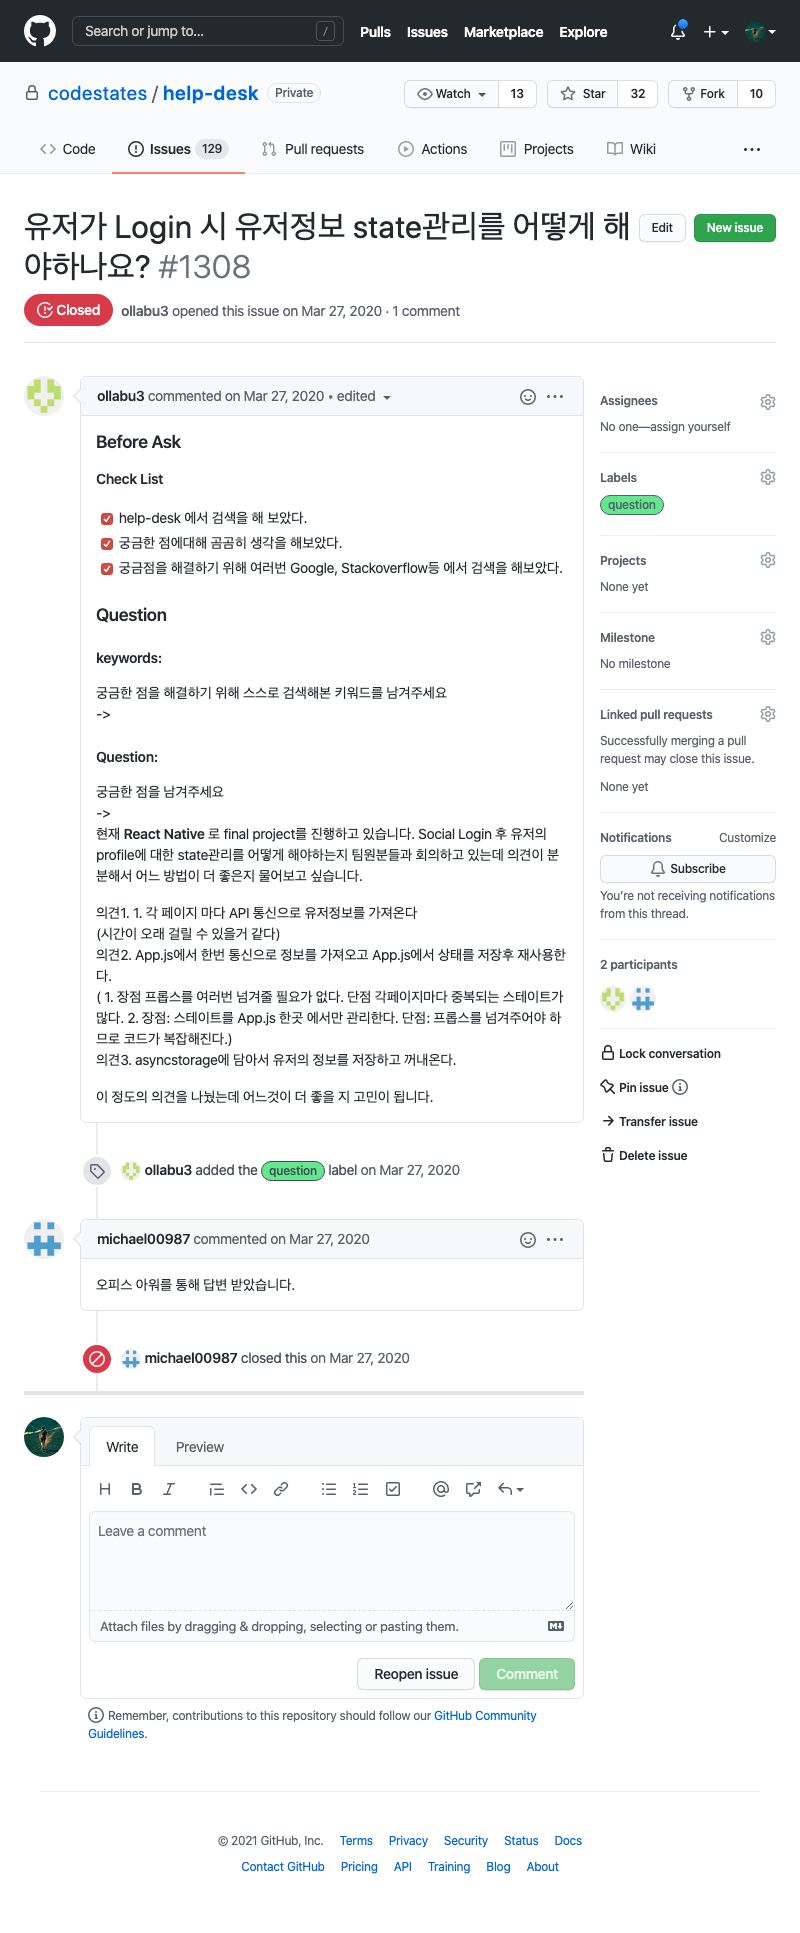 Search or jump to... /
Pulls Issues Marketplace Explore
codestates / help-desk Private
Watch 13 Star 32 Fork 10
Code Issues 129 Pull requests Actions Projects Wiki
유저가 Login 시 유저정보 state관리를 어떻게 해
야하나요? #1308
Edit New issue
Closed ollabu3 opened this issue on Mar 27, 2020 · 1 comment
ollabu3 commented on Mar 27, 2020 • edited
Before Ask
Check List
help-desk 에서 검색을 해 보았다.
궁금한 점에대해 곰곰히 생각을 해보았다.
궁금점을 해결하기 위해 여러번 Google, Stackoverflow등 에서 검색을 해보았다.
Question
keywords:
궁금한 점을 해결하기 위해 스스로 검색해본 키워드를 남겨주세요
->
Question:
궁금한 점을 남겨주세요
->
현재 React Native 로 final project를 진행하고 있습니다. Social Login 후 유저의
profile에 대한 state관리를 어떻게 해야하는지 팀원분들과 회의하고 있는데 의견이 분
분해서 어느 방법이 더 좋은지 물어보고 싶습니다.
의견1. 1. 각 페이지 마다 API 통신으로 유저정보를 가져온다
(시간이 오래 걸릴 수 있을거 같다)
의견2. App.js에서 한번 통신으로 정보를 가져오고 App.js에서 상태를 저장후 재사용한
다.
( 1. 장점 프롭스를 여러번 넘겨줄 필요가 없다. 단점 각페이지마다 중복되는 스테이트가
많다. 2. 장점: 스테이트를 App.js 한곳 에서만 관리한다. 단점: 프롭스를 넘겨주어야 하
므로 코드가 복잡해진다.)
의견3. asyncstorage에 담아서 유저의 정보를 저장하고 꺼내온다.
이 정도의 의견을 나눴는데 어느것이 더 좋을 지 고민이 됩니다.
ollabu3 added the question label on Mar 27, 2020
michael00987 commented on Mar 27, 2020
오피스 아워를 통해 답변 받았습니다.
michael00987 closed this on Mar 27, 2020
Assignees
No one—assign yourself
Labels
question
Projects
None yet
Milestone
No milestone
Linked pull requests
Successfully merging a pull
request may close this issue.
None yet
Notifications Customize
Subscribe
You're not receiving notifications
from this thread.
2 participants
Lock conversation
Pin issue
Transfer issue
Delete issue
Write Preview
H B I
Leave a comment
Attach files by dragging & dropping, selecting or pasting them.
Reopen issue Comment
Remember, contributions to this repository should follow our GitHub Community
Guidelines.
© 2021 GitHub, Inc. Terms Privacy Security Status Docs
Contact GitHub Pricing API Training Blog About